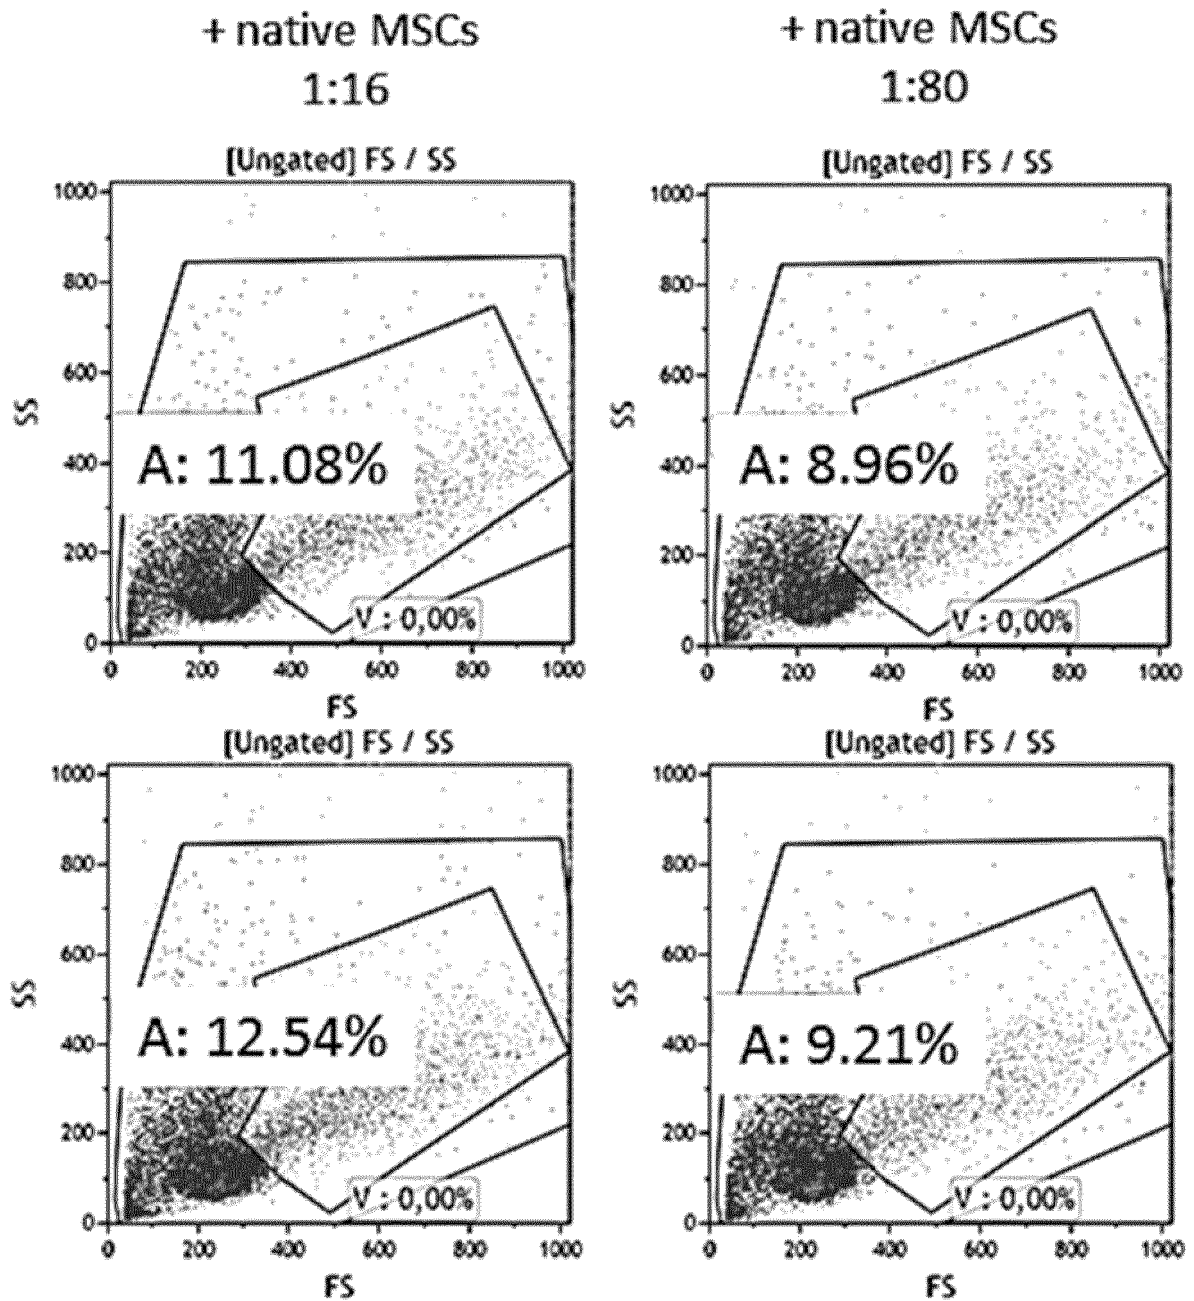 + native MSCs
1:16
+ native MSCs
1:80
[Ungated] FS / SS
1000
800
600
400
200
0
SS
A: 11.08%
V : 0,00%
0 200 400 600 800 1000
FS
[Ungated] FS / SS
1000
800
600
400
200
0
SS
A: 8.96%
V : 0,00%
0 200 400 600 800 1000
FS
[Ungated] FS / SS
1000
800
600
400
200
0
SS
A: 12.54%
V : 0,00%
0 200 400 600 800 1000
FS
[Ungated] FS / SS
1000
800
600
400
200
0
SS
A: 9.21%
V : 0,00%
0 200 400 600 800 1000
FS